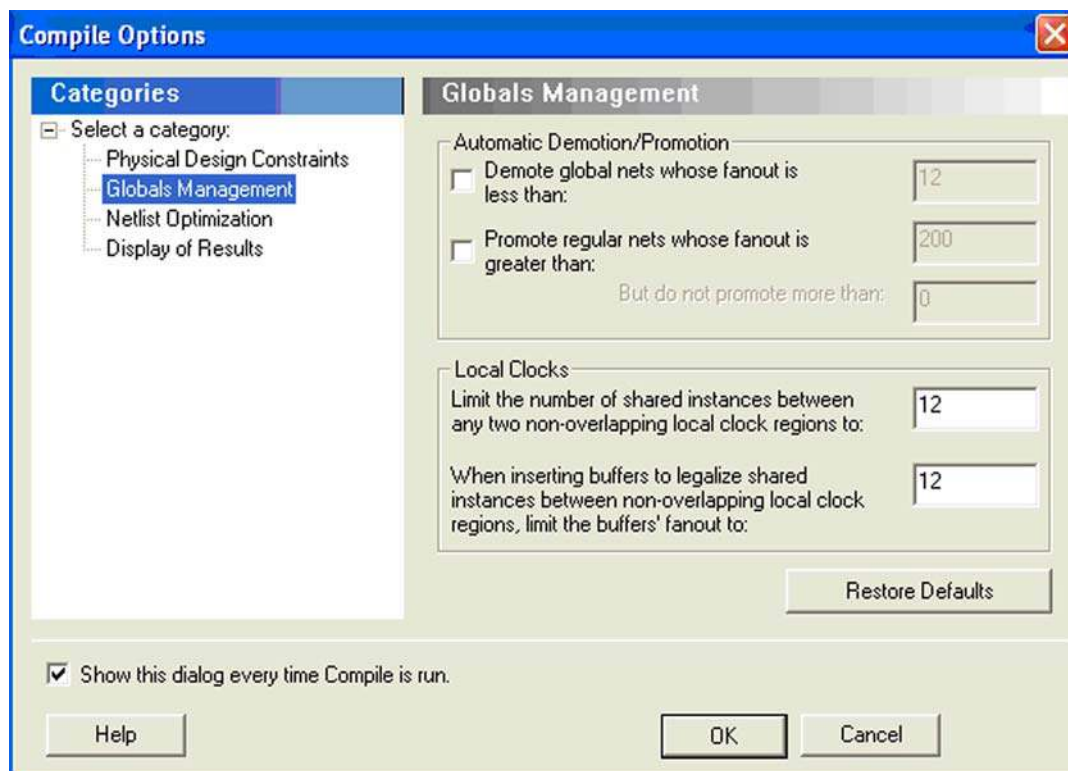 Compile Options
Categories
Select a category:
Physical Design Constraints
Globals Management
Netlist Optimization
Display of Results
Globals Management
Automatic Demotion/Promotion
Demote global nets whose fanout is
less than:
12
Promote regular nets whose fanout is
greater than:
200
But do not promote more than:
0
Local Clocks
Limit the number of shared instances between
any two non-overlapping local clock regions to:
12
When inserting buffers to legalize shared
instances between non-overlapping local clock
regions, limit the buffers' fanout to:
12
Restore Defaults
Show this dialog every time Compile is run.
Help
OK
Cancel